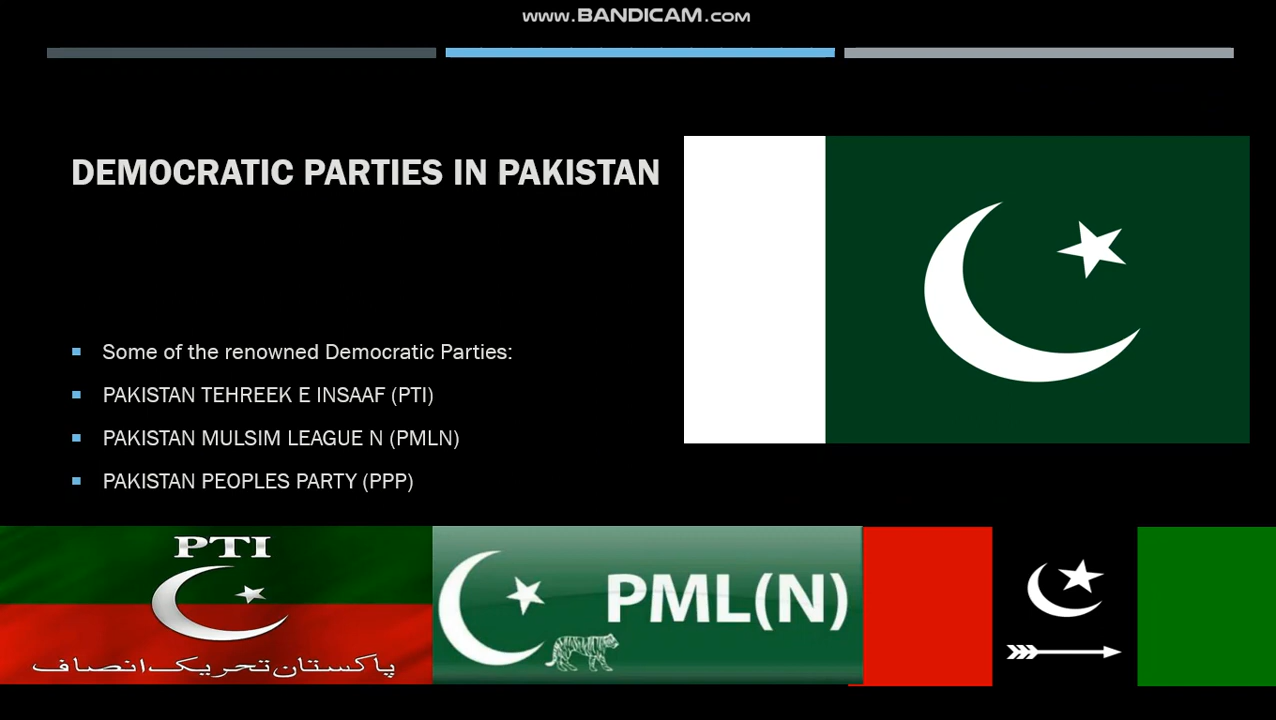 www.BANDICAM.com
DEMOCRATIC PARTIES IN PAKISTAN
Some of the renowned Democratic Parties:
PAKISTAN TEHREEK E INSAAF (PTI)
PAKISTAN MULSIM LEAGUE N (PMLN)
PAKISTAN PEOPLES PARTY (PPP)
PTI
پاکستان تحریک انصاف
PML(N)